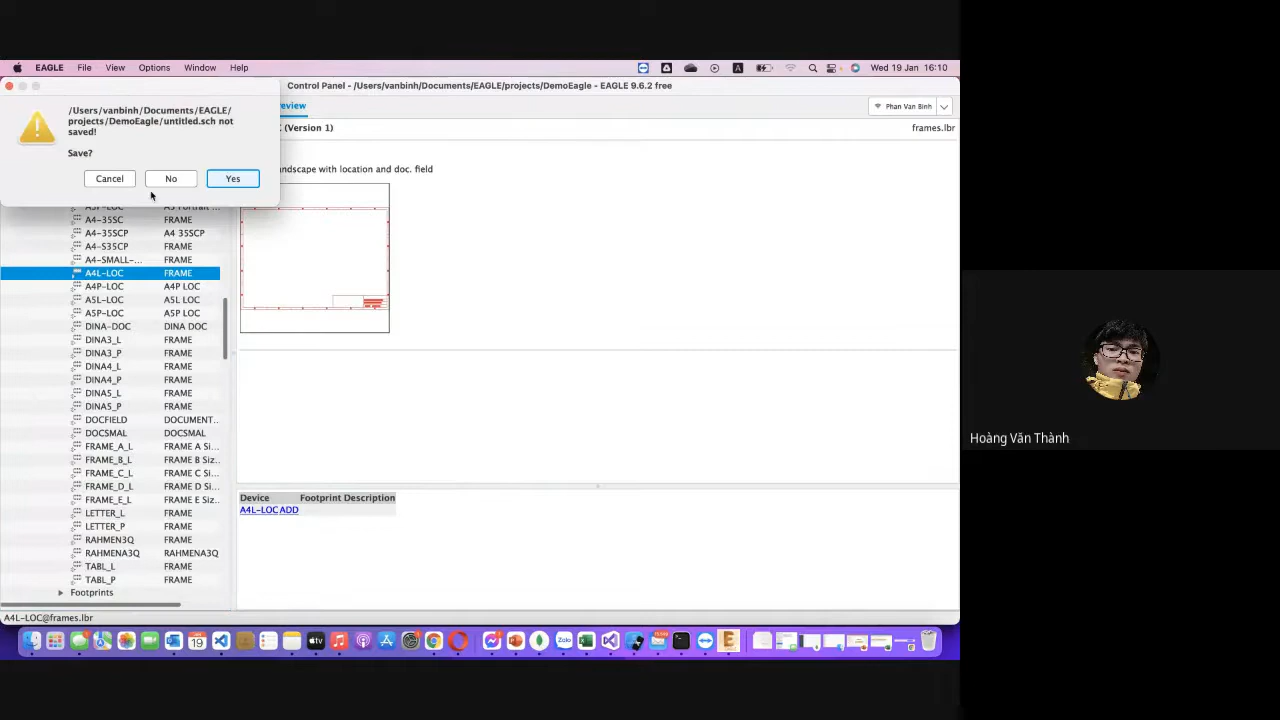 EAGLE File View Options Window Help
A
Wed 19 Jan 16:10
Control Panel - /Users/vanbinh/Documents/EAGLE/projects/DemoEagle - EAGLE 9.6.2 free
/Users/vanbinh/Documents/EAGLE/
projects/DemoEagle/untitled.sch not
saved!
Save?
Cancel No Yes
eview
Phan Van Binh
(Version 1)
frames.lbr
ndscape with location and doc. field
A4-35SC FRAME
A4-35SCP A4 35SCP
A4-S35SCP FRAME
A4-SMALL-... FRAME
A4L-LOC FRAME
A4P-LOC A4P LOC
A5L-LOC A5L LOC
A5P-LOC A5P LOC
DINA-DOC DINA DOC
DINA3_L FRAME
DINA3_P FRAME
DINA4_L FRAME
DINA4_P FRAME
DINA5_L FRAME
DINA5_P FRAME
DOCFIELD DOCUMENT...
DOCSMAL DOCSMAL
FRAME_A_L FRAME A Si...
FRAME_B_L FRAME B Siz...
FRAME_C_L FRAME C Si...
FRAME_D_L FRAME D Si...
FRAME_E_L FRAME E Siz...
LETTER_L FRAME
LETTER_P FRAME
RAHMEN3Q FRAME
RAHMENA3Q RAHMENA3Q
TABL_L FRAME
TABL_P FRAME
Footprints
Device Footprint Description
A4L-LOC ADD
A4L-LOC@frames.lbr
Hoàng Văn Thành
19
tv
Zalo